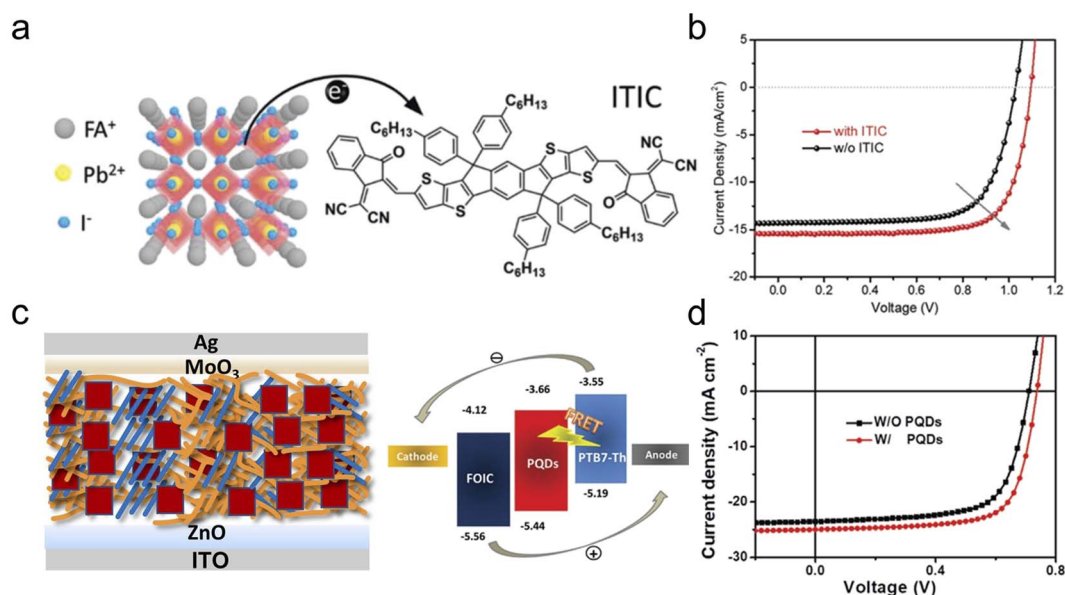 a
e⁻
ITIC
FA⁺
Pb²⁺
I⁻
C₆H₁₃
C₆H₁₃
O
NC
CN
S
S
S
S
NC
CN
O
C₆H₁₃
C₆H₁₃
b
Current Density (mA/cm²)
5
0
-5
-10
-15
-20
with ITIC
w/o ITIC
0.0 0.2 0.4 0.6 0.8 1.0 1.2
Voltage (V)
c
Ag
MoO₃
ZnO
ITO
⊖
-4.12
-3.66
-3.55
FRET
Cathode
FOIC
PQDs
PTB7-Th
Anode
-5.56
-5.44
-5.19
⊕
d
Current density (mA cm⁻²)
10
0
-10
-20
-30
W/O PQDs
W/ PQDs
0.0 0.4 0.8
Voltage (V)